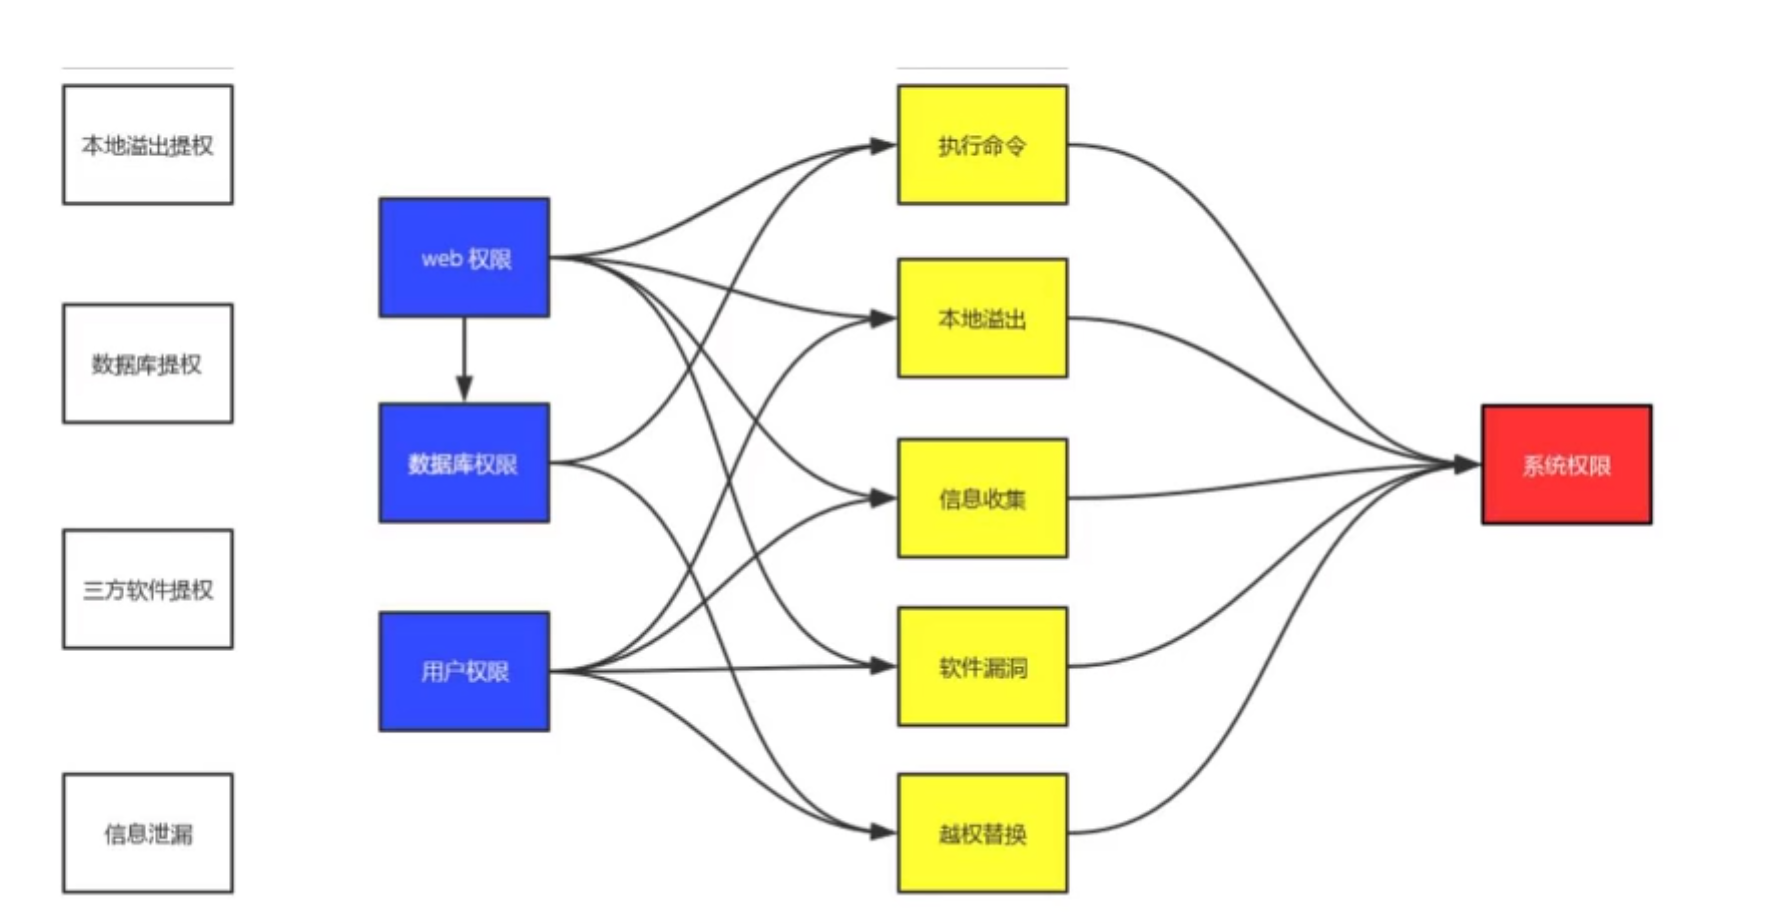 本地溢出提权
数据库提权
三方软件提权
信息泄漏
web 权限
数据库权限
用户权限
执行命令
本地溢出
信息收集
软件漏洞
越权替换
系统权限